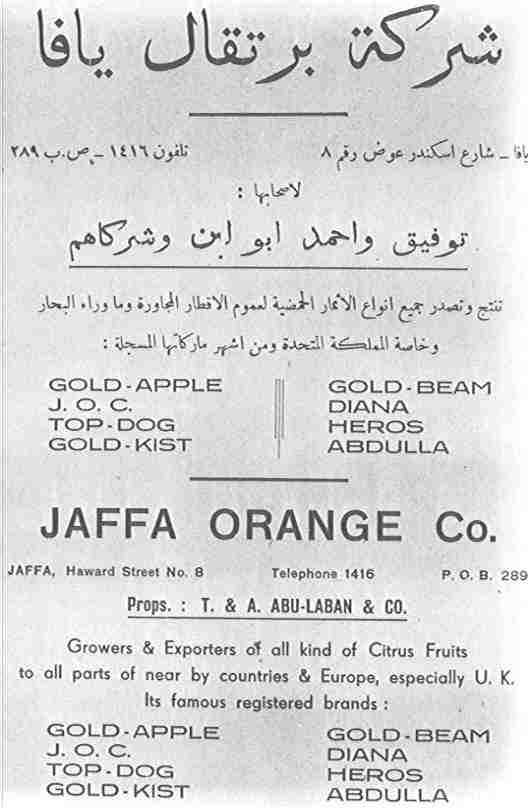 شركة برتقال يافا
يافا – شارع اسكندر عوض رقم ٨ تلفون ١٤١٦ – ص.ب ٢٨٩
لاصحابها :
توفيق واحمد ابو ابن وشركاهم
تنتج وتصدر جميع انواع الاثمار الحمضية لعموم الاقطار المجاورة وما وراء البحار
وخاصة المملكة المتحدة ومن اشهر ماركاتها المسجلة :
GOLD-APPLE GOLD-BEAM
J. O. C. DIANA
TOP-DOG HEROS
GOLD-KIST ABDULLA
JAFFA ORANGE Co.
JAFFA, Haward Street No. 8 Telephone 1416 P. O. B. 289
Props. : T. & A. ABU-LABAN & CO.
Growers & Exporters of all kind of Citrus Fruits
to all parts of near by countries & Europe, especially U. K.
Its famous registered brands :
GOLD-APPLE GOLD-BEAM
J. O. C. DIANA
TOP-DOG HEROS
GOLD-KIST ABDULLA